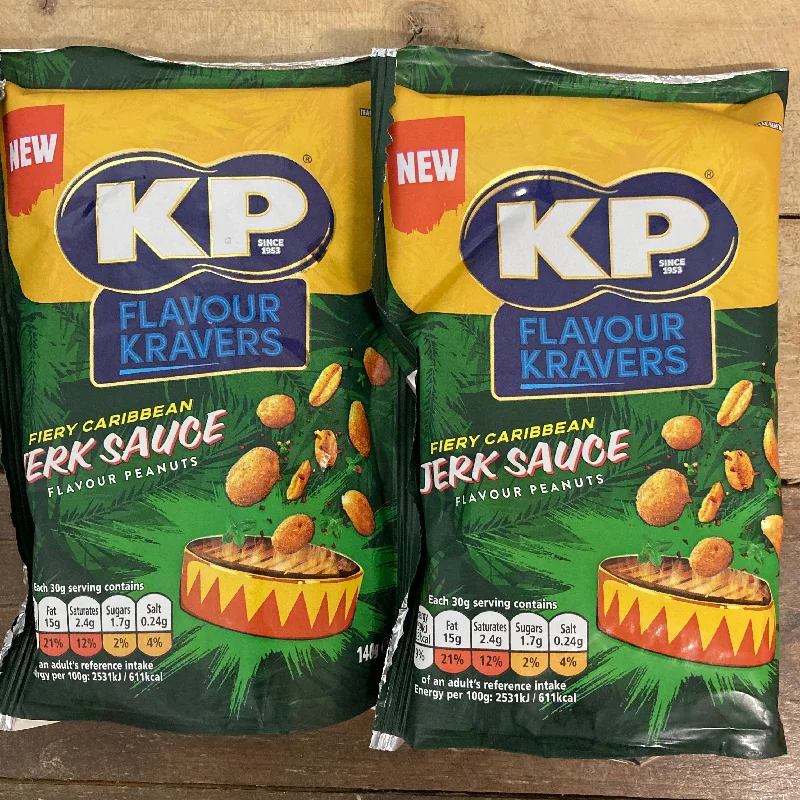 NEW
KP
®
SINCE
1953
FLAVOUR
KRAVERS
FIERY CARIBBEAN
JERK SAUCE
FLAVOUR PEANUTS
Each 30g serving contains
Fat Saturates Sugars Salt
15g 2.4g 1.7g 0.24g
21% 12% 2% 4%
an adult's reference intake
rgy per 100g: 2531kJ / 611kcal
NEW
KP
®
SINCE
1953
FLAVOUR
KRAVERS
FIERY CARIBBEAN
JERK SAUCE
FLAVOUR PEANUTS
Each 30g serving contains
Fat Saturates Sugars Salt
15g 2.4g 1.7g 0.24g
21% 12% 2% 4%
of an adult's reference intake
Energy per 100g: 2531kJ / 611kcal